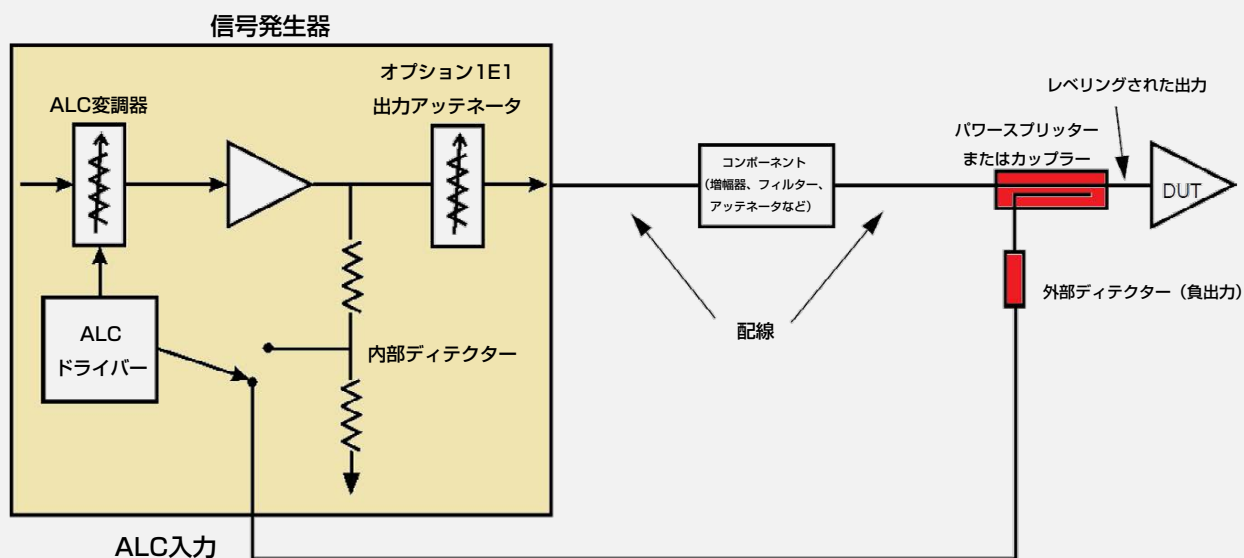 信号発生器
オプション1E1
出力アッテネータ
ALC変調器
ALC
ドライバー
内部ディテクター
ALC入力
コンポーネント
(増幅器、フィルター、
アッテネータなど)
配線
レベリングされた出力
パワースプリッター
またはカップラー
DUT
外部ディテクター（負出力）